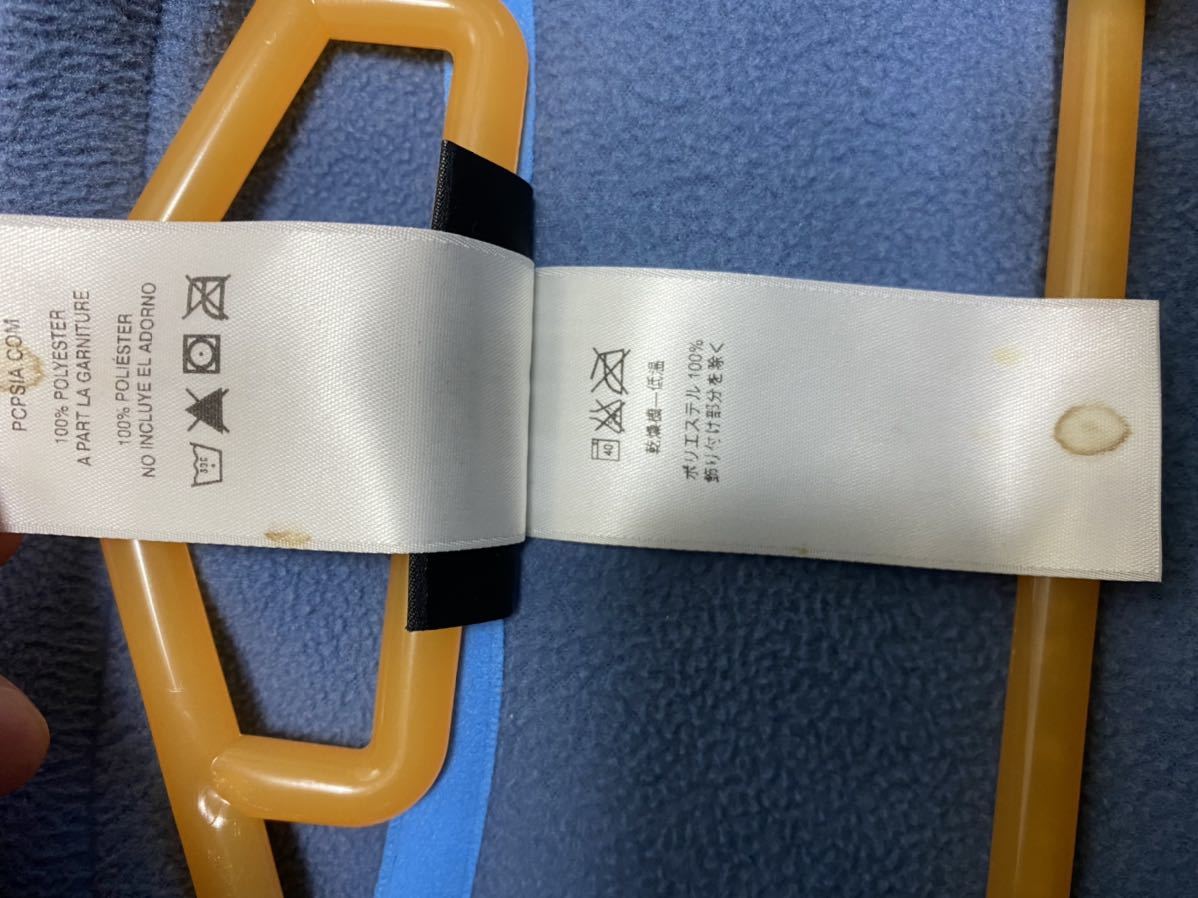 PCPSIA.COM
100% POLYESTER
A PART LA GARNITURE
100% POLIÉSTER
NO INCLUYE EL ADORNO
40
乾燥機—低温
ポリエステル 100%
飾り付け部分を除く